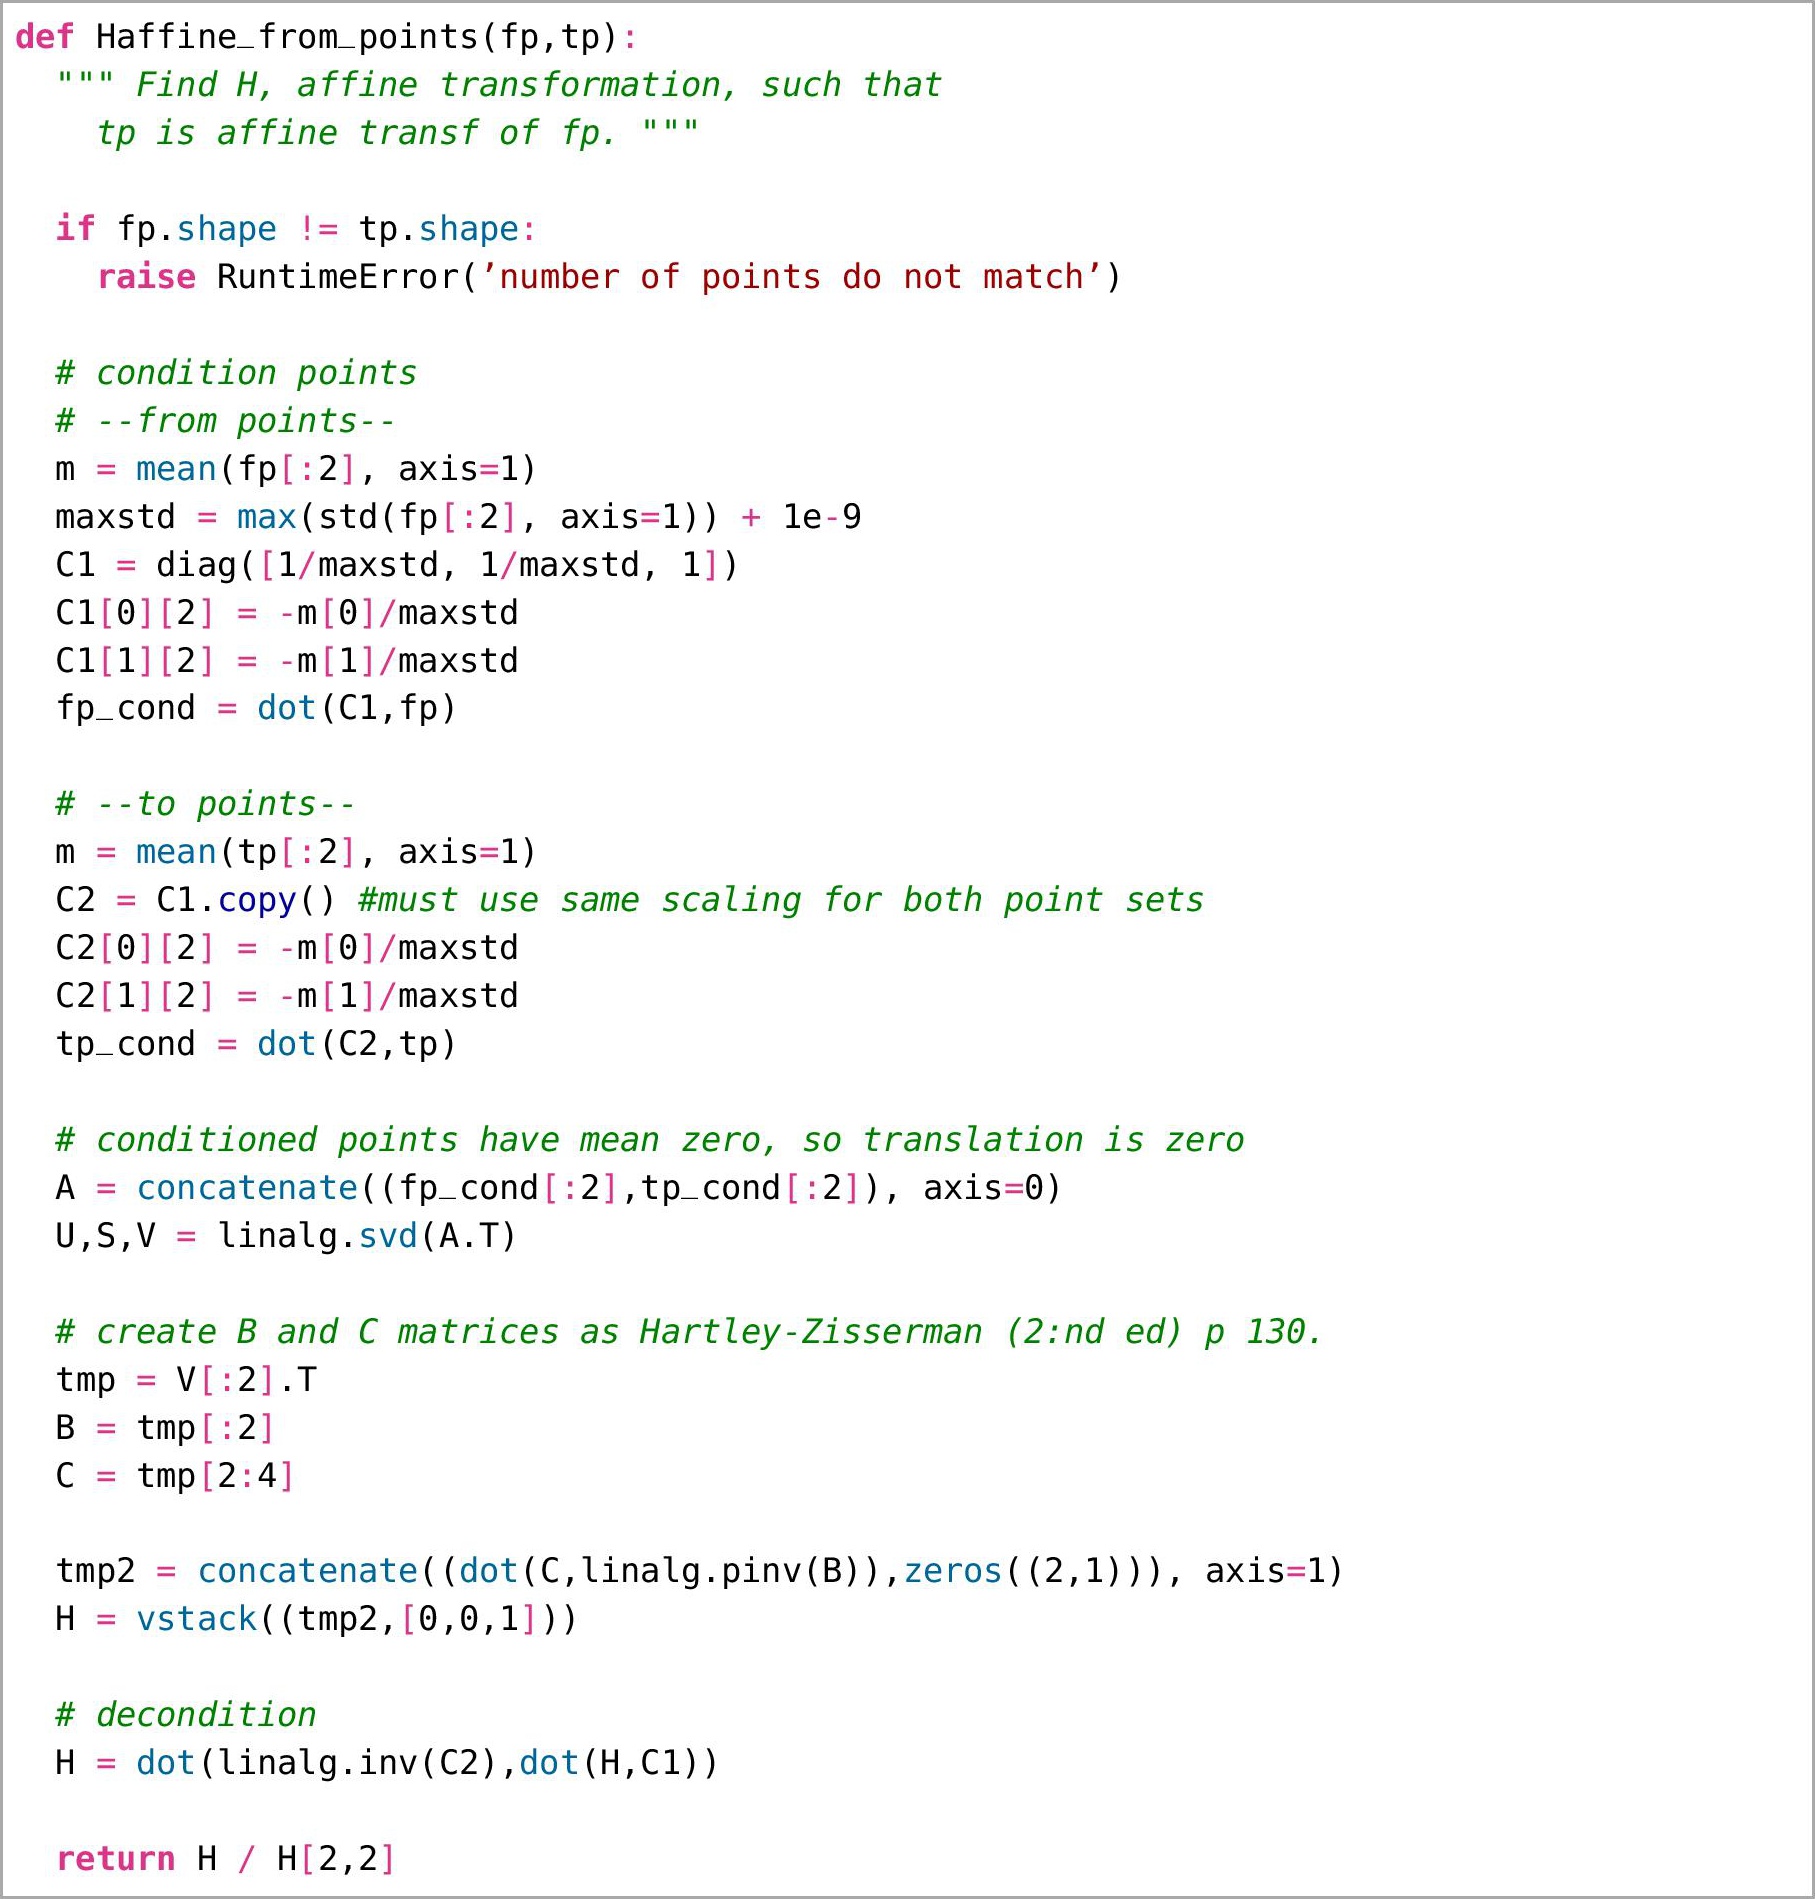 def Haffine_from_points(fp,tp):
  """ Find H, affine transformation, such that
    tp is affine transf of fp. """

  if fp.shape != tp.shape:
    raise RuntimeError(’number of points do not match’)

  # condition points
  # --from points--
  m = mean(fp[:2], axis=1)
  maxstd = max(std(fp[:2], axis=1)) + 1e-9
  C1 = diag([1/maxstd, 1/maxstd, 1])
  C1[0][2] = -m[0]/maxstd
  C1[1][2] = -m[1]/maxstd
  fp_cond = dot(C1,fp)

  # --to points--
  m = mean(tp[:2], axis=1)
  C2 = C1.copy() #must use same scaling for both point sets
  C2[0][2] = -m[0]/maxstd
  C2[1][2] = -m[1]/maxstd
  tp_cond = dot(C2,tp)

  # conditioned points have mean zero, so translation is zero
  A = concatenate((fp_cond[:2],tp_cond[:2]), axis=0)
  U,S,V = linalg.svd(A.T)

  # create B and C matrices as Hartley-Zisserman (2:nd ed) p 130.
  tmp = V[:2].T
  B = tmp[:2]
  C = tmp[2:4]

  tmp2 = concatenate((dot(C,linalg.pinv(B)),zeros((2,1))), axis=1)
  H = vstack((tmp2,[0,0,1]))

  # decondition
  H = dot(linalg.inv(C2),dot(H,C1))

  return H / H[2,2]